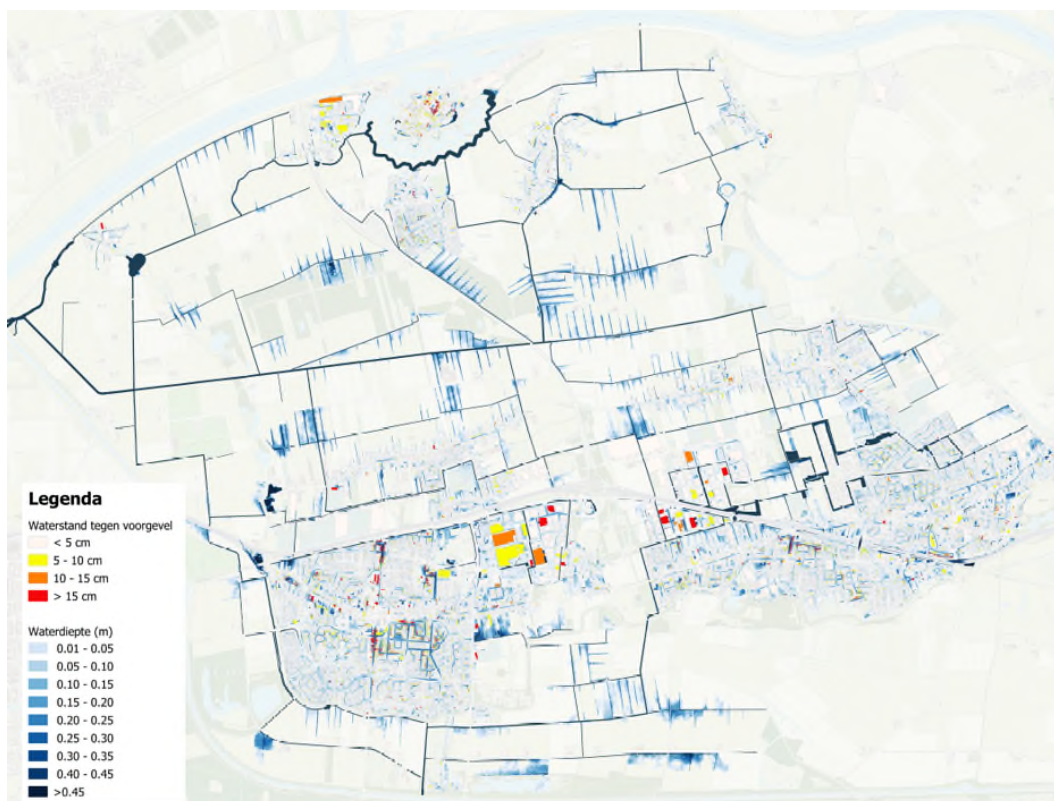 Legenda
Waterstand tegen voorgevel
< 5 cm
5 - 10 cm
10 - 15 cm
> 15 cm
Waterdiepte (m)
0.01 - 0.05
0.05 - 0.10
0.10 - 0.15
0.15 - 0.20
0.20 - 0.25
0.25 - 0.30
0.30 - 0.35
0.40 - 0.45
>0.45